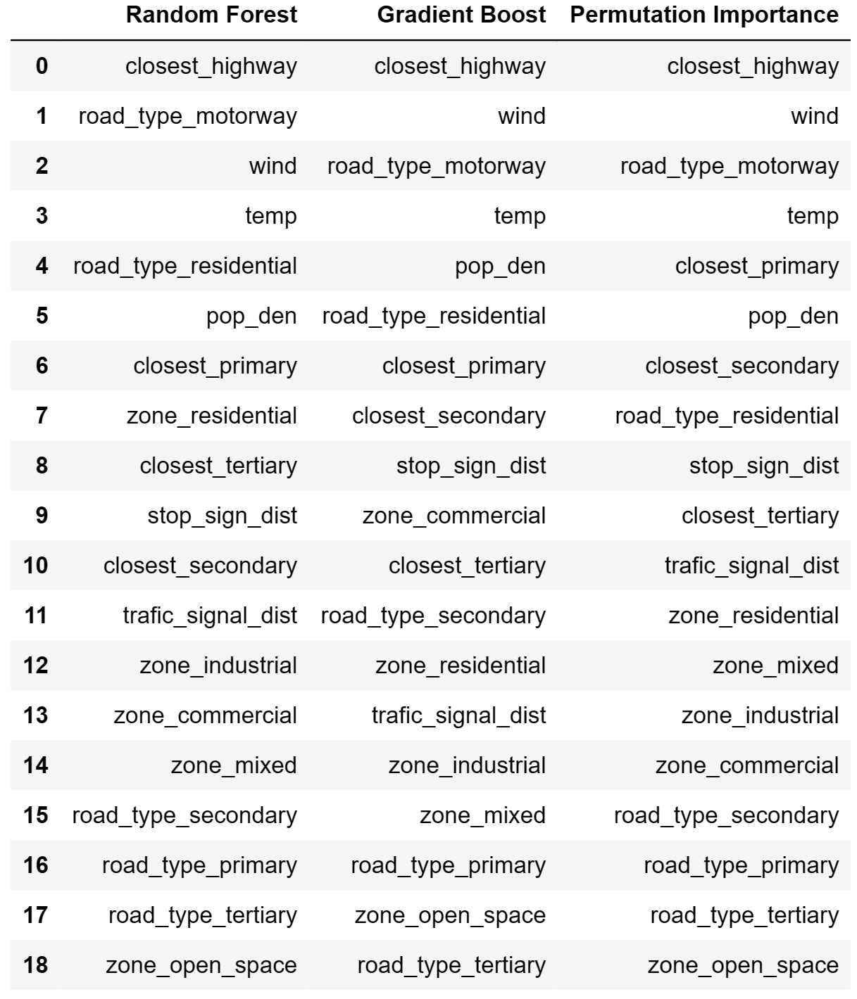 Random Forest Gradient Boost Permutation Importance
0 closest_highway closest_highway closest_highway
1 road_type_motorway wind wind
2 wind road_type_motorway road_type_motorway
3 temp temp temp
4 road_type_residential pop_den closest_primary
5 pop_den road_type_residential pop_den
6 closest_primary closest_primary closest_secondary
7 zone_residential closest_secondary road_type_residential
8 closest_tertiary stop_sign_dist stop_sign_dist
9 stop_sign_dist zone_commercial closest_tertiary
10 closest_secondary closest_tertiary trafic_signal_dist
11 trafic_signal_dist road_type_secondary zone_residential
12 zone_industrial zone_residential zone_mixed
13 zone_commercial trafic_signal_dist zone_industrial
14 zone_mixed zone_industrial zone_commercial
15 road_type_secondary zone_mixed road_type_secondary
16 road_type_primary road_type_primary road_type_primary
17 road_type_tertiary zone_open_space road_type_tertiary
18 zone_open_space road_type_tertiary zone_open_space